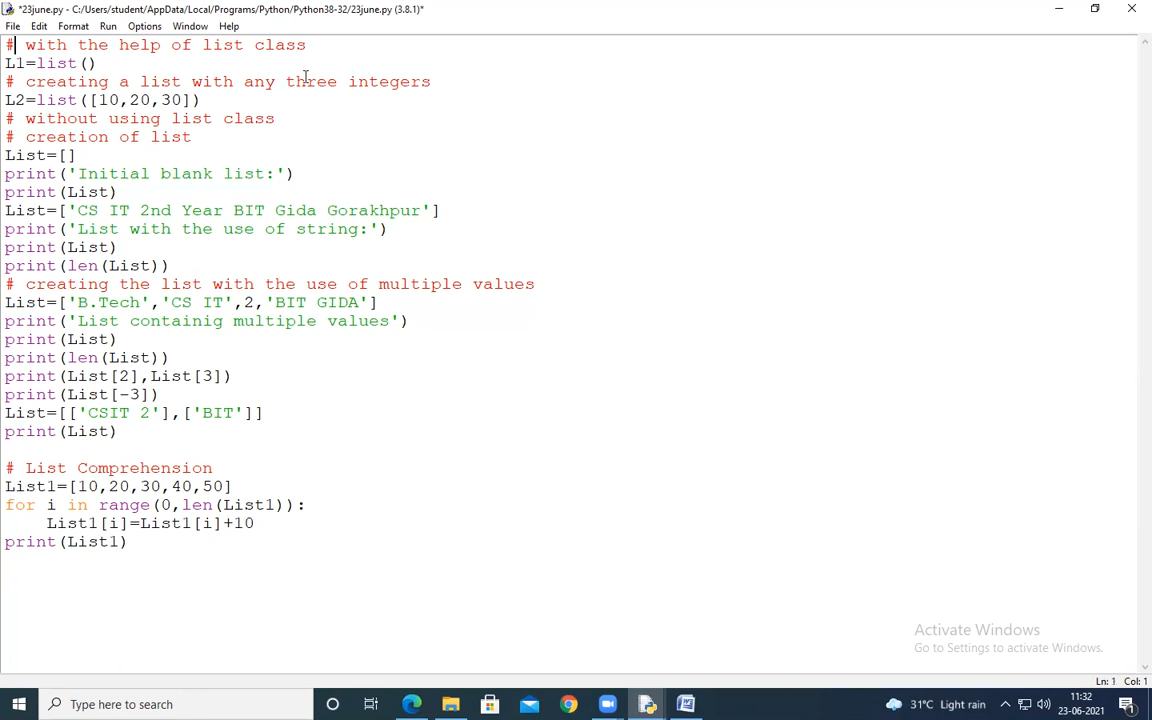 *23june.py - C:/Users/student/AppData/Local/Programs/Python/Python38-32/23june.py (3.8.1)*
File Edit Format Run Options Window Help
# with the help of list class
L1=list()
# creating a list with any three integers
L2=list([10,20,30])
# without using list class
# creation of list
List=[]
print('Initial blank list:')
print(List)
List=['CS IT 2nd Year BIT Gida Gorakhpur']
print('List with the use of string:')
print(List)
print(len(List))
# creating the list with the use of multiple values
List=['B.Tech','CS IT',2,'BIT GIDA']
print('List containig multiple values')
print(List)
print(len(List))
print(List[2],List[3])
print(List[-3])
List=[['CSIT 2'],['BIT']]
print(List)
# List Comprehension
List1=[10,20,30,40,50]
for i in range(0,len(List1)):
    List1[i]=List1[i]+10
print(List1)
Activate Windows
Go to Settings to activate Windows.
Ln: 1 Col: 1
Type here to search
31°C Light rain
11:32
23-06-2021
1